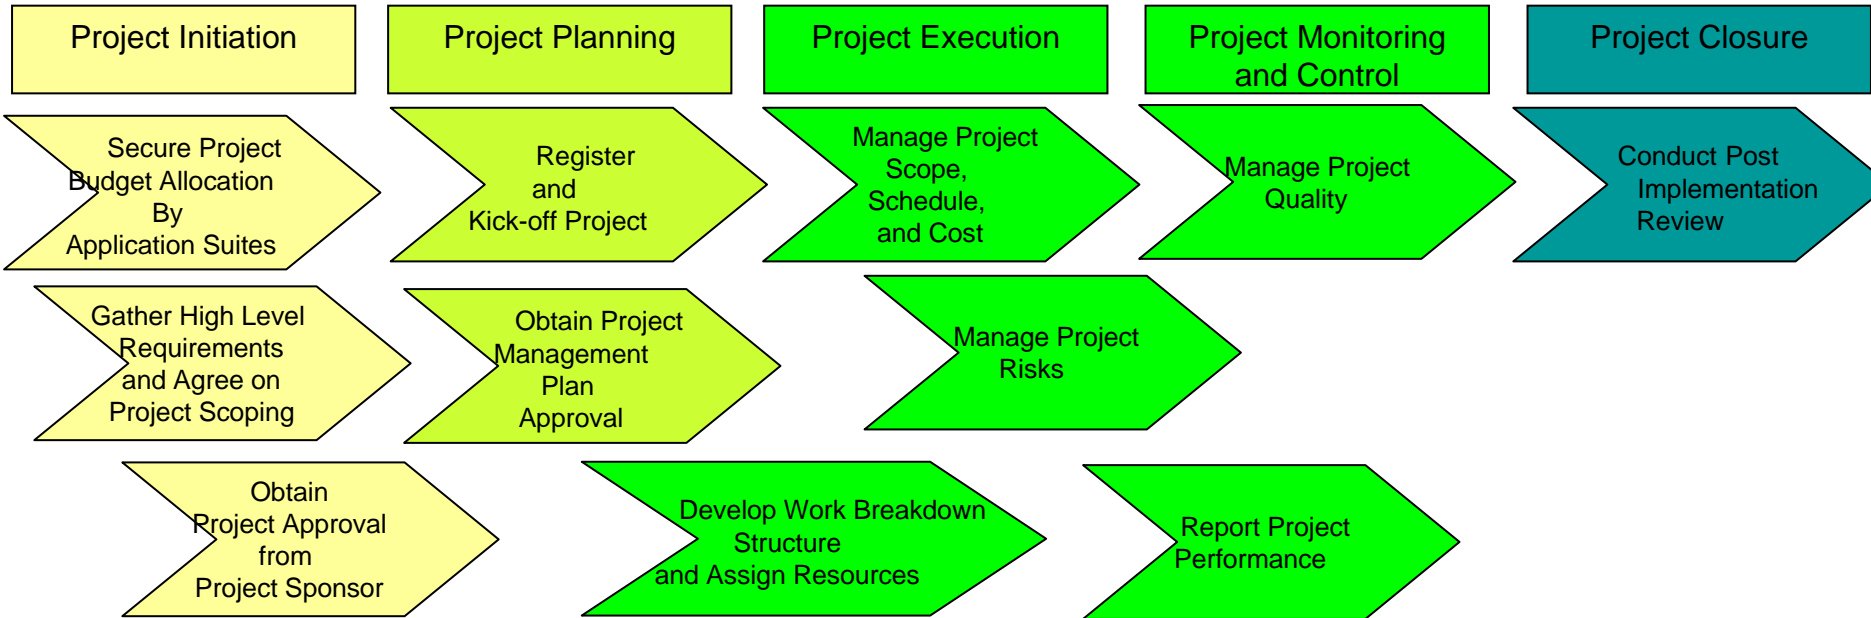 Project Initiation
Project Planning
Project Execution
Project Monitoring
and Control
Project Closure
Secure Project
Budget Allocation
By
Application Suites
Register
and
Kick-off Project
Manage Project
Scope,
Schedule,
and Cost
Manage Project
Quality
Conduct Post
Implementation
Review
Gather High Level
Requirements
and Agree on
Project Scoping
Obtain Project
Management
Plan
Approval
Manage Project
Risks
Obtain
Project Approval
from
Project Sponsor
Develop Work Breakdown
Structure
and Assign Resources
Report Project
Performance